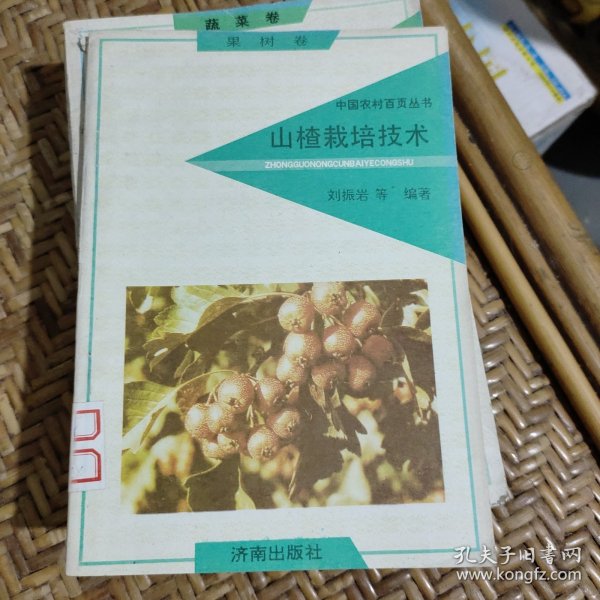 蔬菜卷
果树卷
中国农村百页丛书
山楂栽培技术
ZHONGGUONONGCUNBAIYECONGSHU
刘振岩 等 编著
济南出版社
孔夫子旧书网
www.kongfz.com